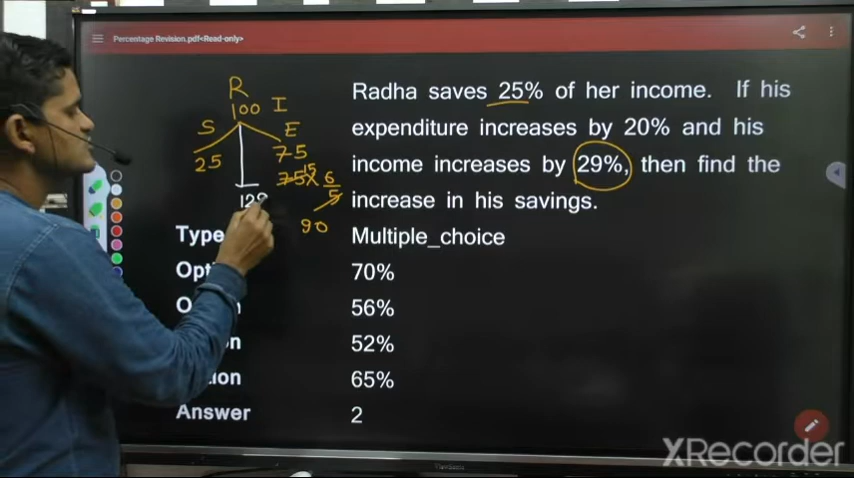 Percentage Revision.pdf<Read-only>
R
100 I
S E
25 75
75 15 × 6/5
90
Radha saves 25% of her income. If his
expenditure increases by 20% and his
income increases by 29%, then find the
increase in his savings.
Type Multiple_choice
70%
56%
52%
65%
Answer 2
XRecorder